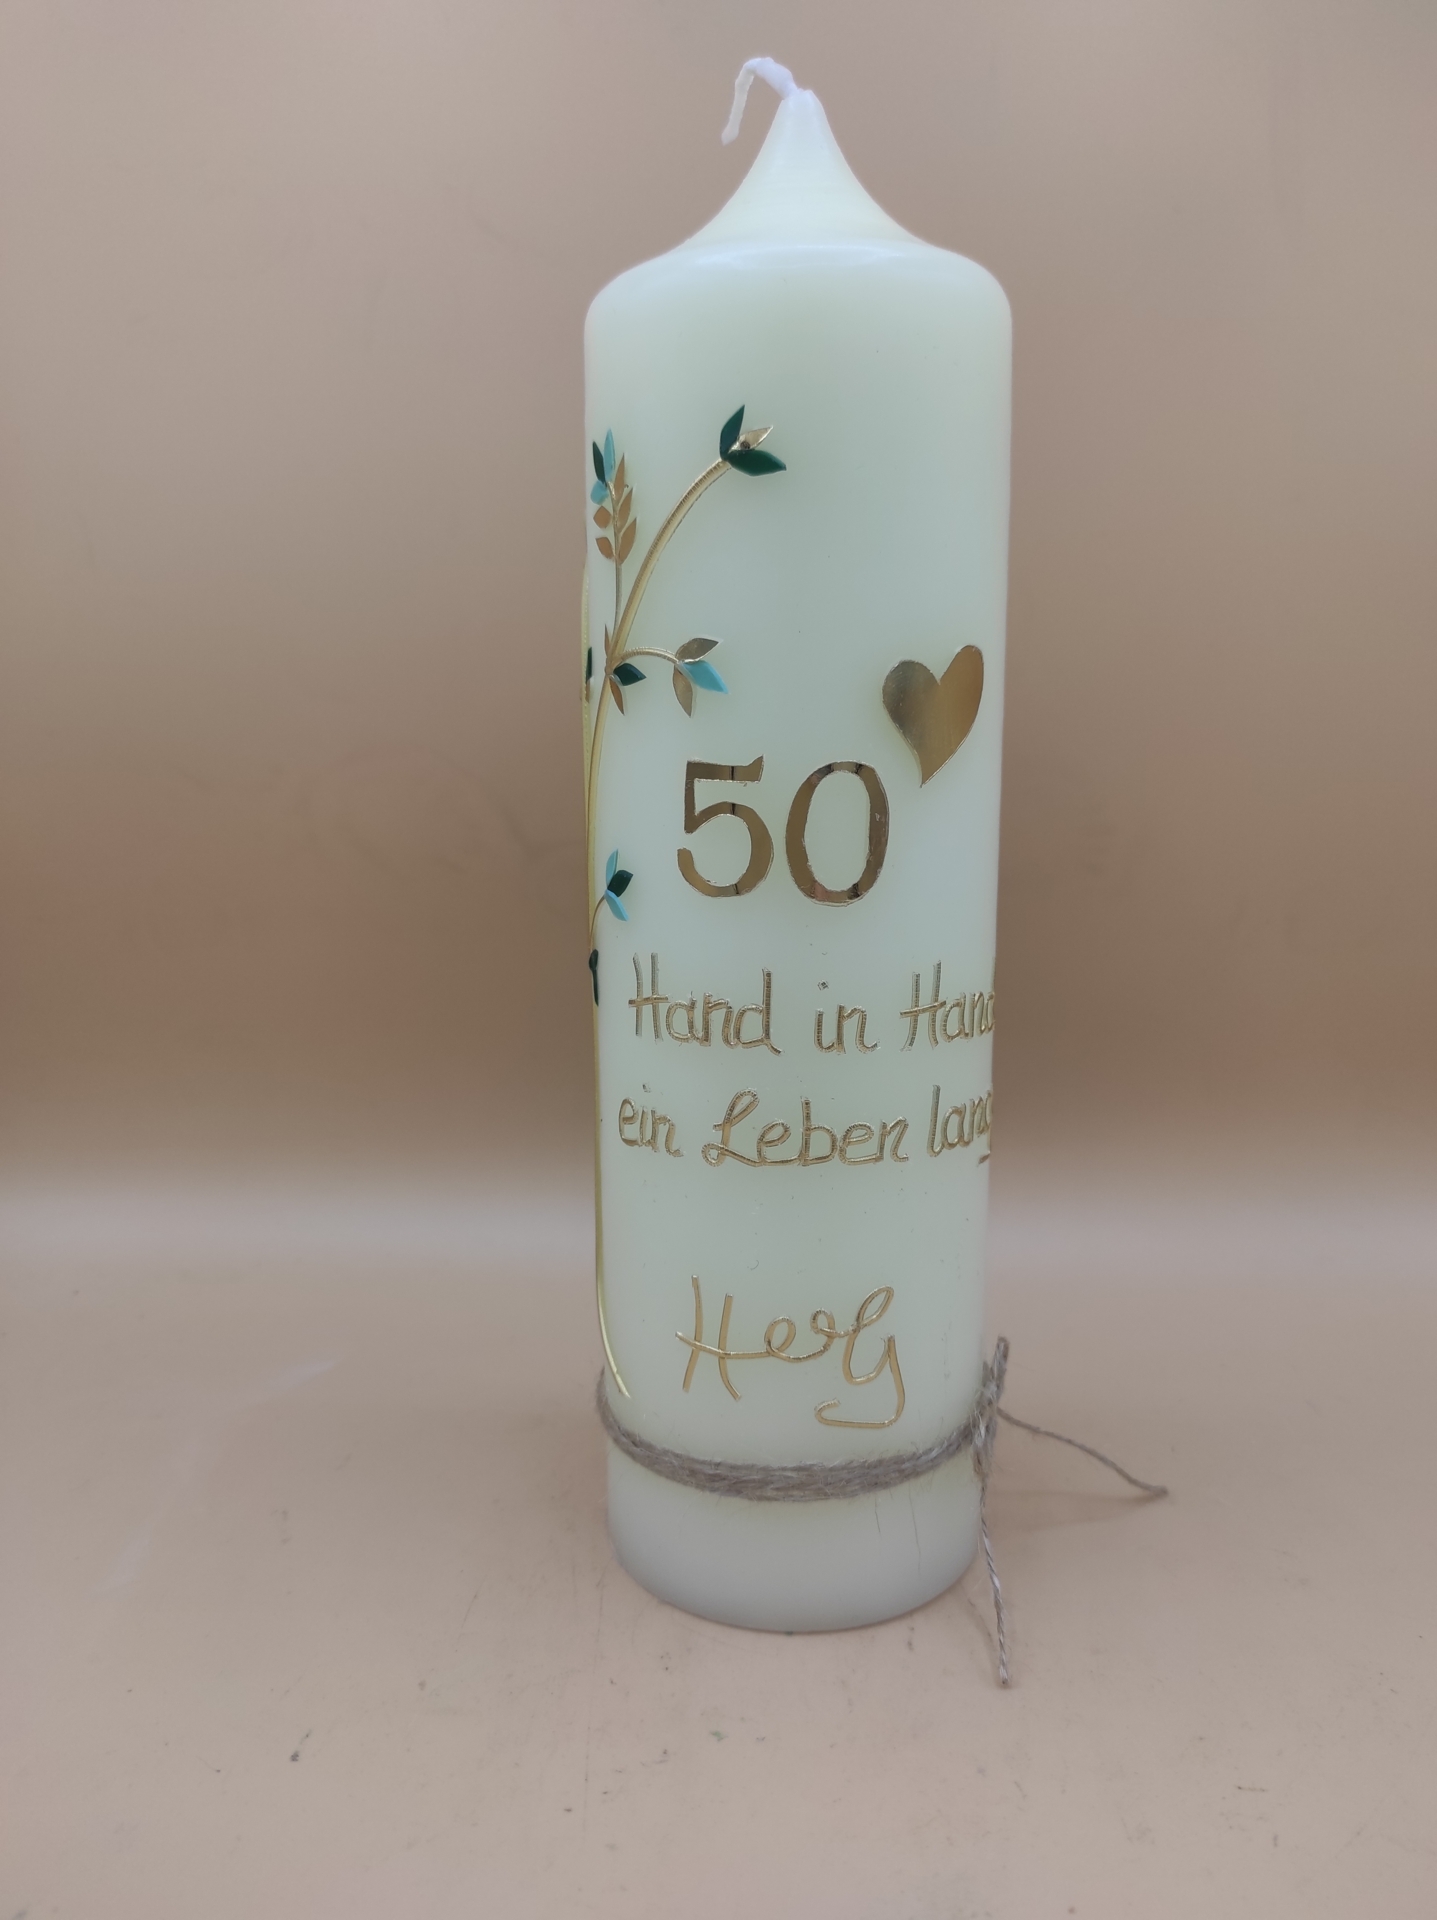 50
Hand in Hand
ein Leben lang
H & G